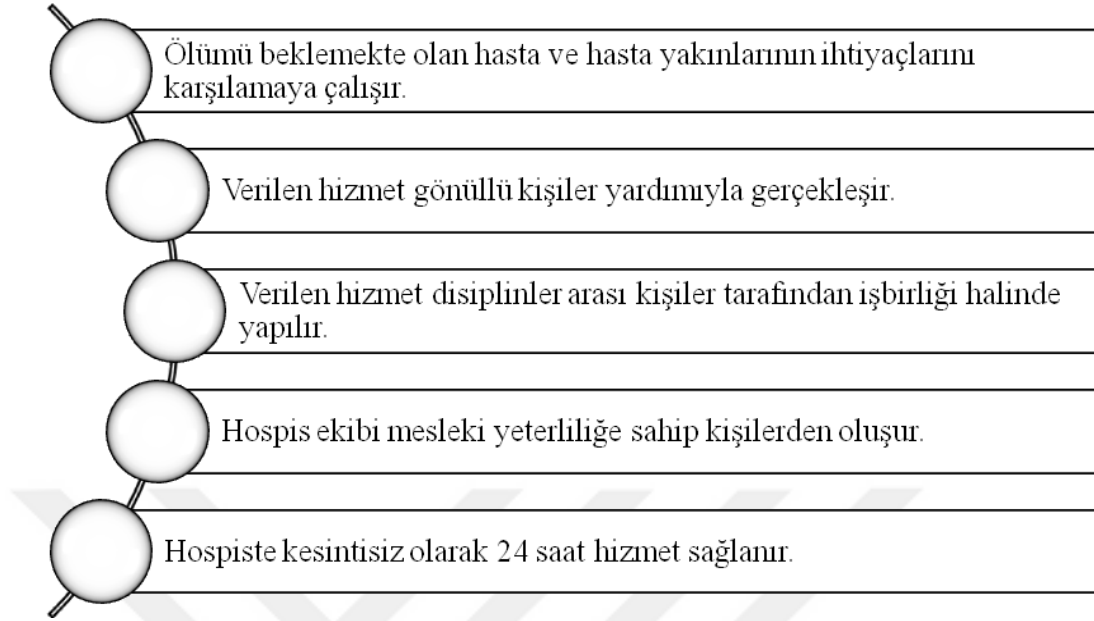 Ölümü beklemekte olan hasta ve hasta yakınlarının ihtiyaçlarını
karşılamaya çalışır.
Verilen hizmet gönüllü kişiler yardımıyla gerçekleşir.
Verilen hizmet disiplinler arası kişiler tarafından işbirliği halinde
yapılır.
Hospis ekibi mesleki yeterliliğe sahip kişilerden oluşur.
Hospiste kesintisiz olarak 24 saat hizmet sağlanır.